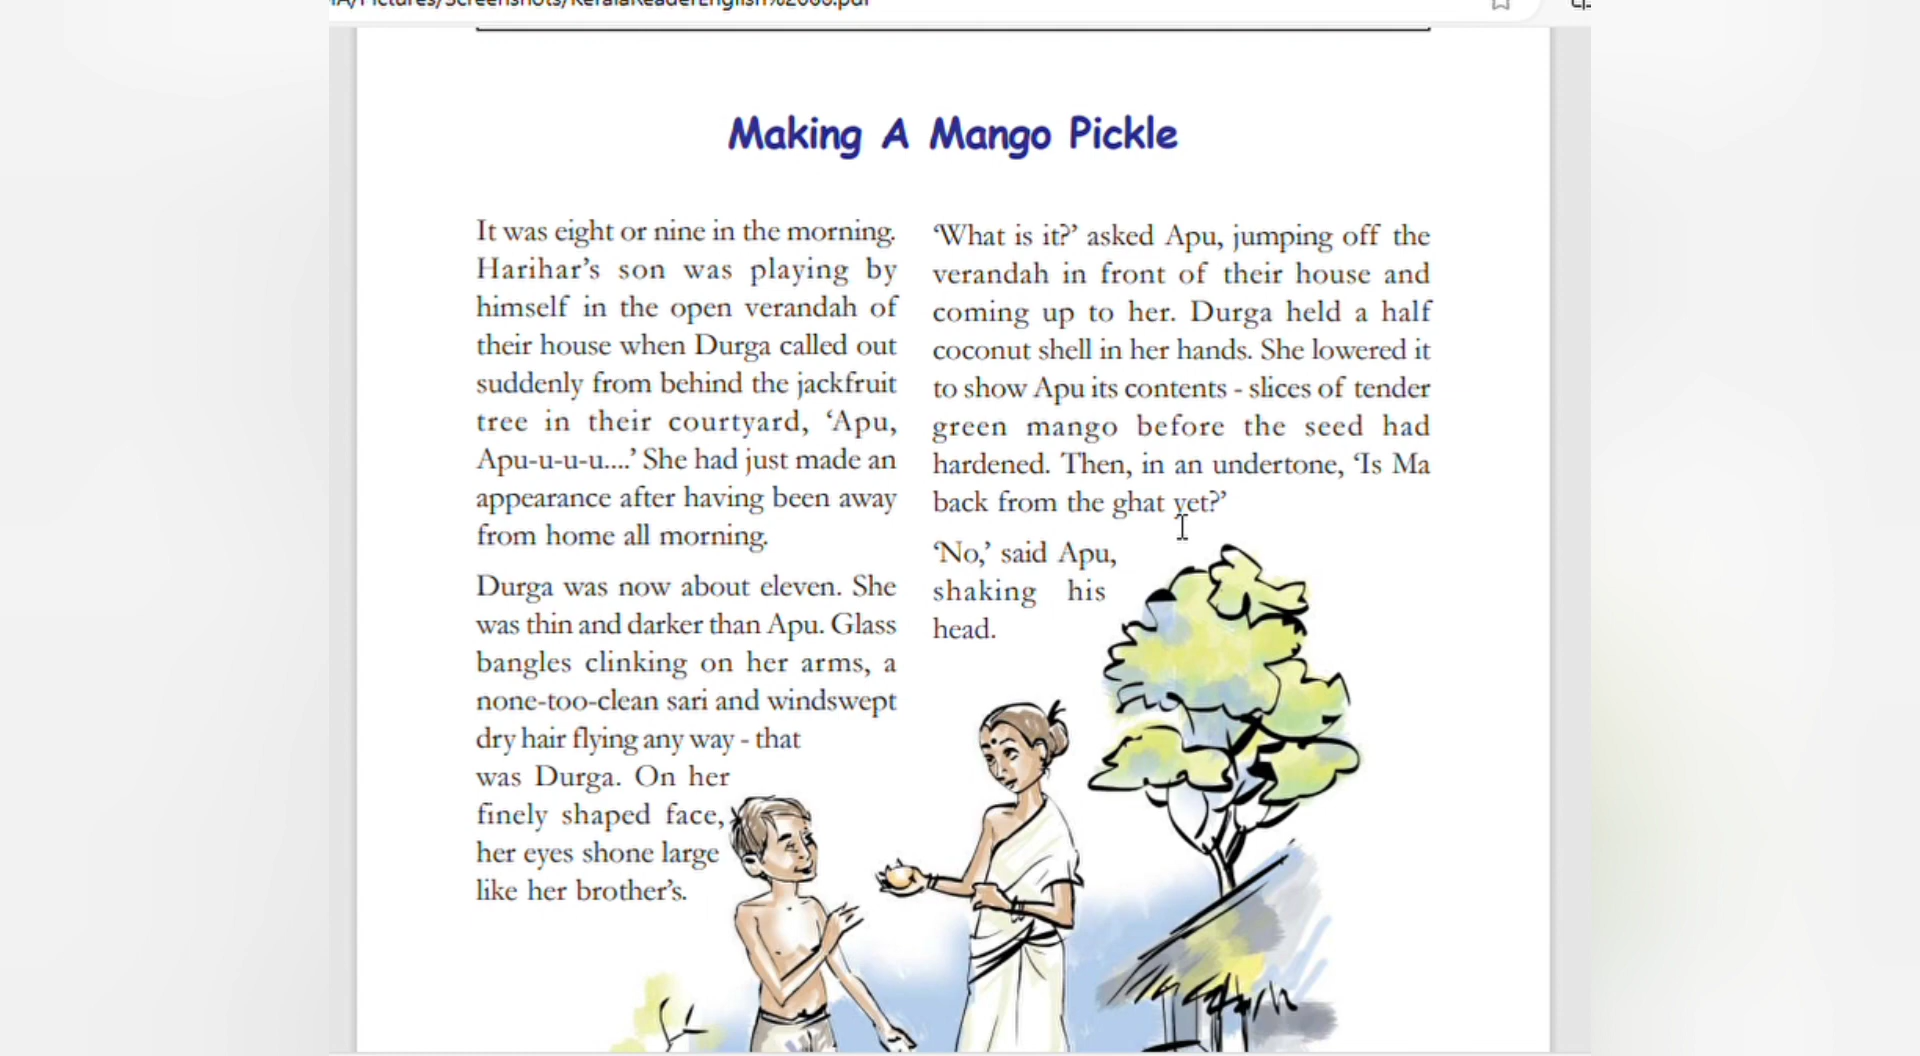 Making A Mango Pickle
It was eight or nine in the morning.
Harihar's son was playing by
himself in the open verandah of
their house when Durga called out
suddenly from behind the jackfruit
tree in their courtyard, 'Apu,
Apu-u-u-u....' She had just made an
appearance after having been away
from home all morning.
Durga was now about eleven. She
was thin and darker than Apu. Glass
bangles clinking on her arms, a
none-too-clean sari and windswept
dry hair flying any way - that
was Durga. On her
finely shaped face,
her eyes shone large
like her brother's.
'What is it?' asked Apu, jumping off the
verandah in front of their house and
coming up to her. Durga held a half
coconut shell in her hands. She lowered it
to show Apu its contents - slices of tender
green mango before the seed had
hardened. Then, in an undertone, 'Is Ma
back from the ghat yet?'
'No,' said Apu,
shaking his
head.